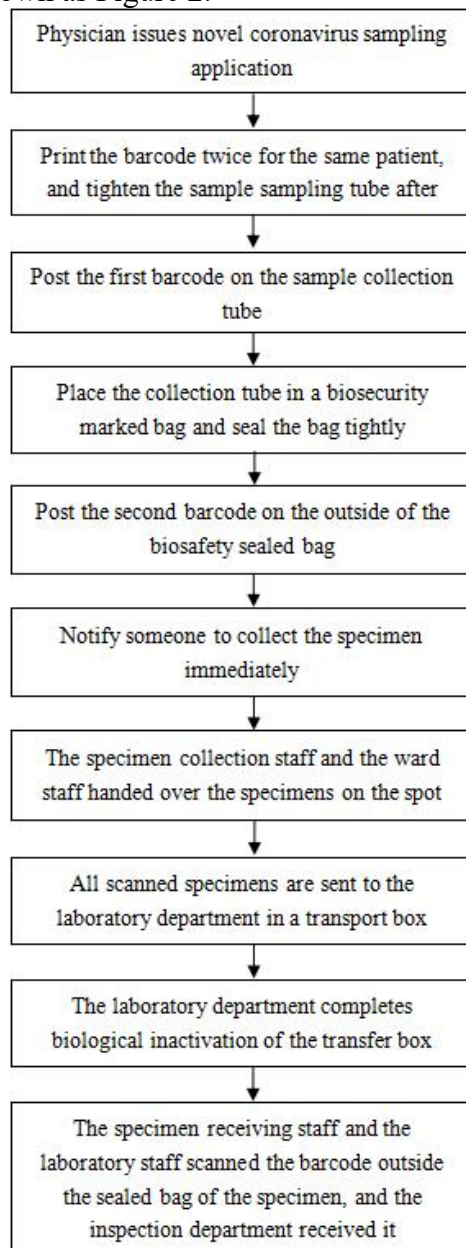 Physician issues novel coronavirus sampling
application
Print the barcode twice for the same patient,
and tighten the sample sampling tube after
Post the first barcode on the sample collection
tube
Place the collection tube in a biosecurity
marked bag and seal the bag tightly
Post the second barcode on the outside of the
biosafety sealed bag
Notify someone to collect the specimen
immediately
The specimen collection staff and the ward
staff handed over the specimens on the spot
All scanned specimens are sent to the
laboratory department in a transport box
The laboratory department completes
biological inactivation of the transfer box
The specimen receiving staff and the
laboratory staff scanned the barcode outside
the sealed bag of the specimen, and the
inspection department received it